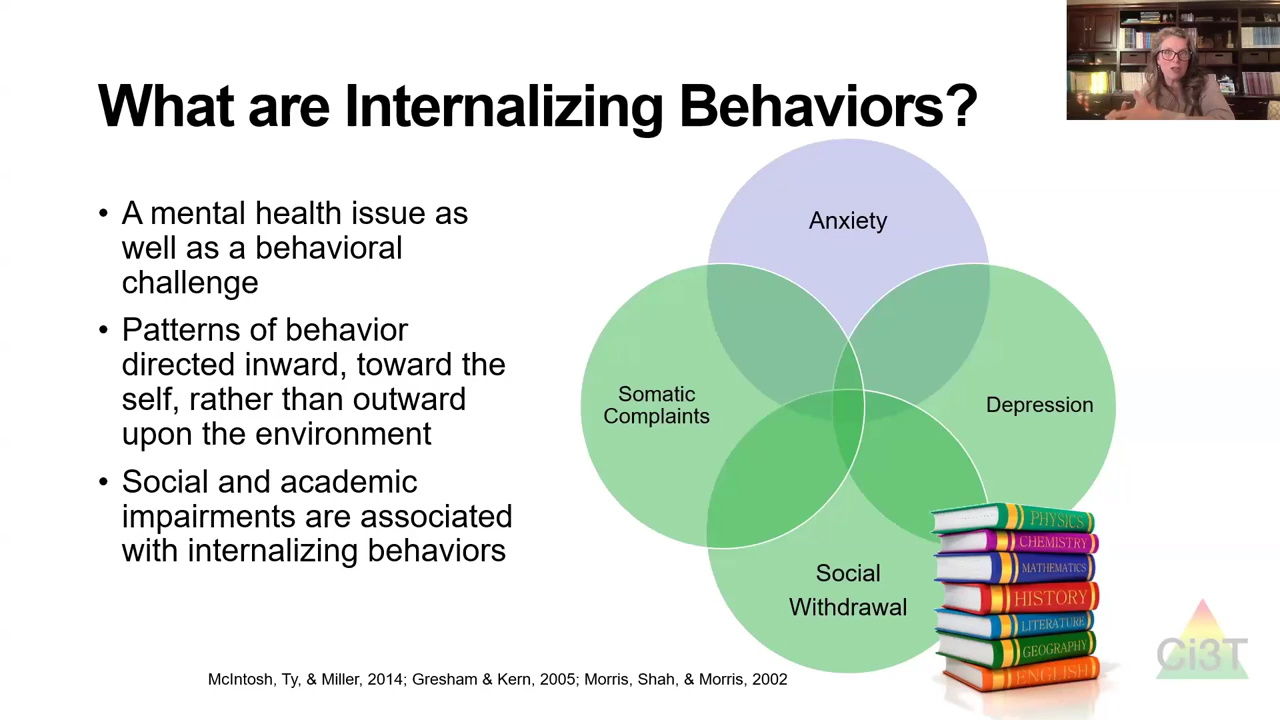 What are Internalizing Behaviors?
• A mental health issue as
well as a behavioral
challenge
• Patterns of behavior
directed inward, toward the
self, rather than outward
upon the environment
• Social and academic
impairments are associated
with internalizing behaviors
Anxiety
Somatic
Complaints
Depression
Social
Withdrawal
PHYSICS
CHEMISTRY
MATHEMATICS
HISTORY
LITERATURE
GEOGRAPHY
ENGLISH
Ci3T
McIntosh, Ty, & Miller, 2014; Gresham & Kern, 2005; Morris, Shah, & Morris, 2002